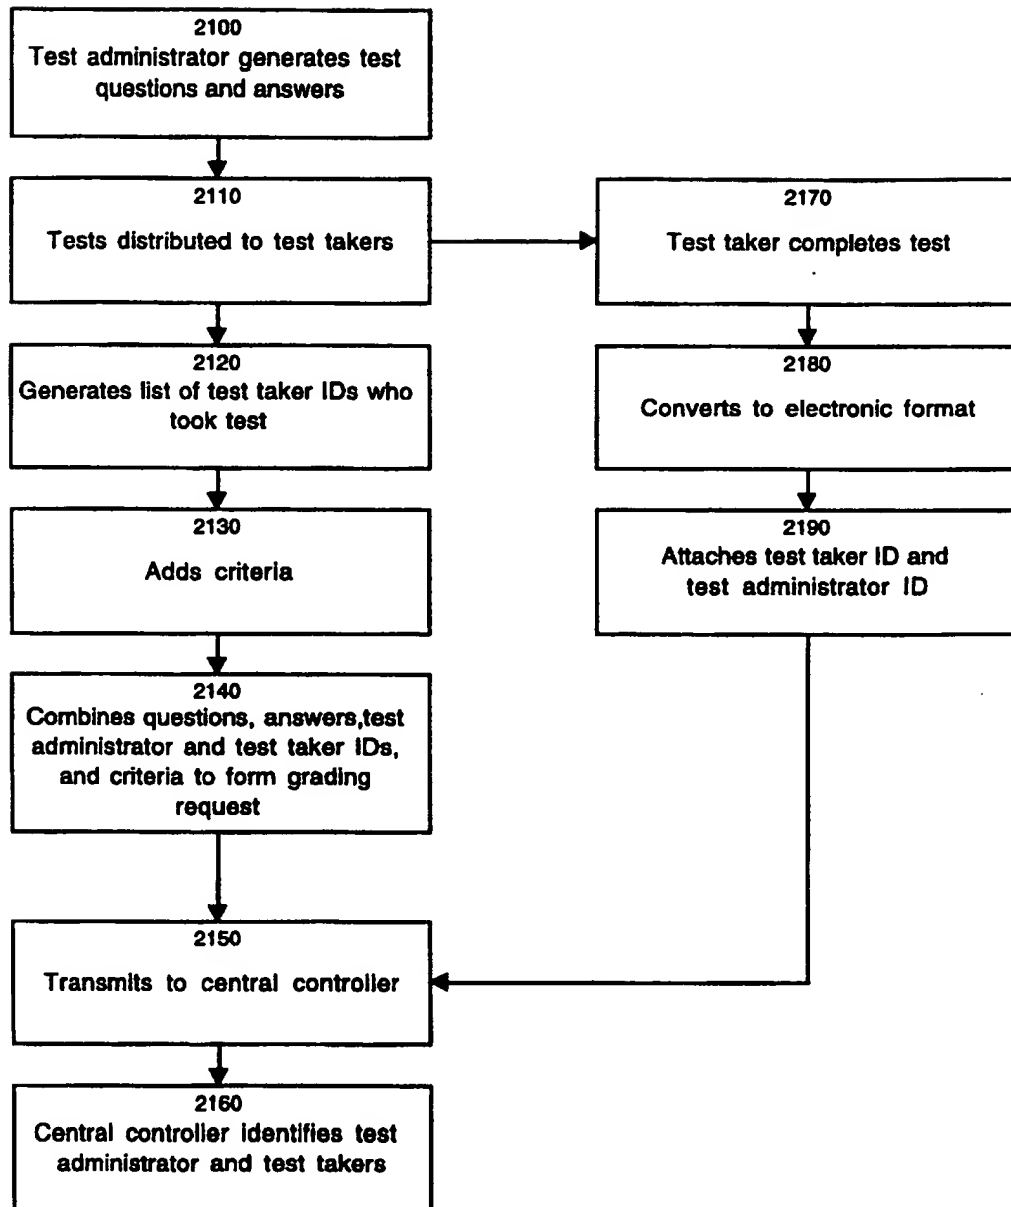 2100
Test administrator generates test
questions and answers
2110
Tests distributed to test takers
2120
Generates list of test taker IDs who
took test
2130
Adds criteria
2140
Combines questions, answers,test
administrator and test taker IDs,
and criteria to form grading
request
2150
Transmits to central controller
2160
Central controller identifies test
administrator and test takers
2170
Test taker completes test
2180
Converts to electronic format
2190
Attaches test taker ID and
test administrator ID